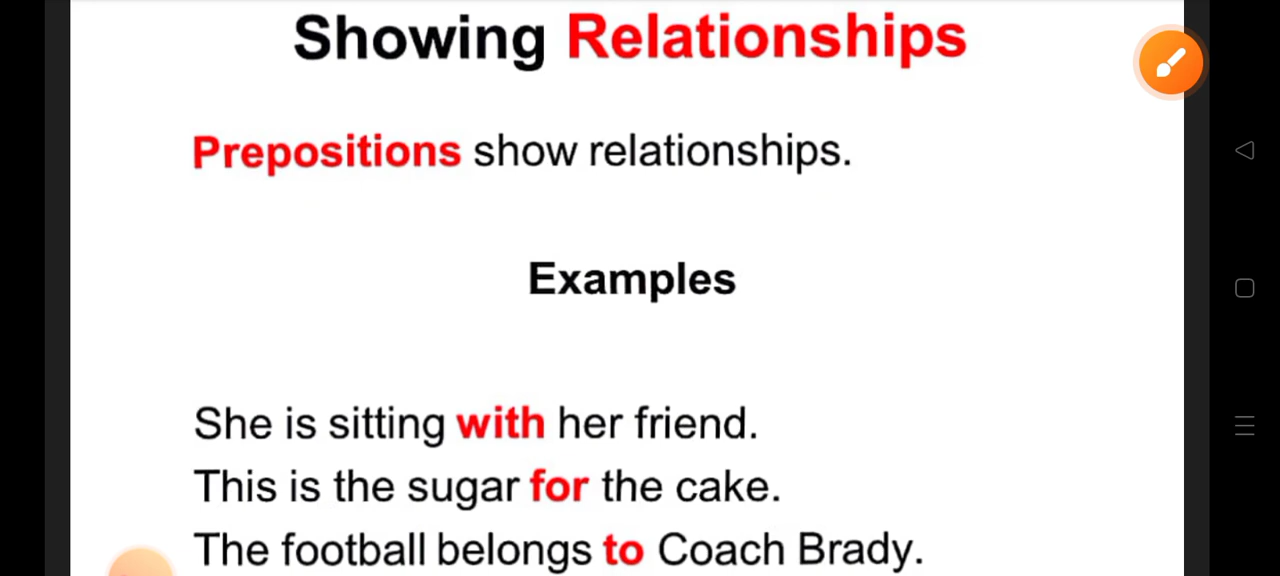 Showing Relationships
Prepositions show relationships.
Examples
She is sitting with her friend.
This is the sugar for the cake.
The football belongs to Coach Brady.